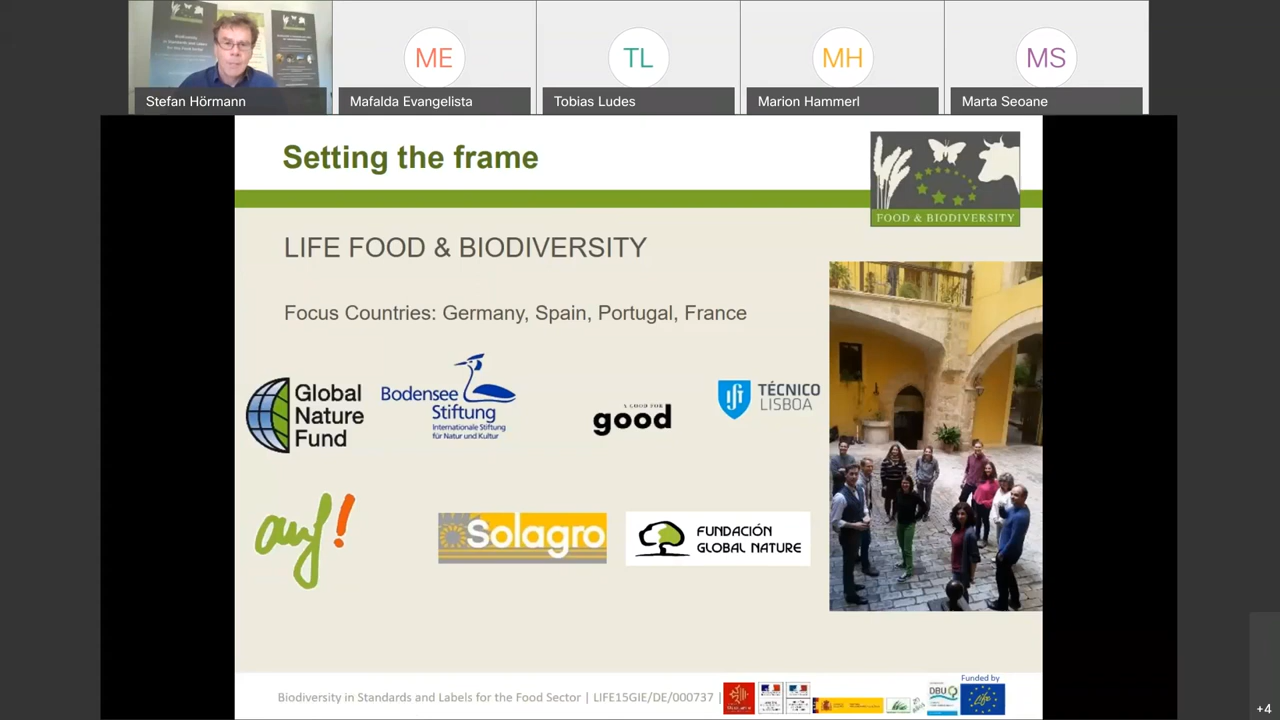 ME
TL
MH
MS
Stefan Hörmann
Mafalda Evangelista
Tobias Ludes
Marion Hammerl
Marta Seoane
Setting the frame
FOOD & BIODIVERSITY
LIFE FOOD & BIODIVERSITY
Focus Countries: Germany, Spain, Portugal, France
Global
Nature
Fund
Bodensee
Stiftung
Internationale Stiftung
für Natur und Kultur
good
TÉCNICO
LISBOA
auf!
Solagro
FUNDACIÓN
GLOBAL NATURE
Funded by
Biodiversity in Standards and Labels for the Food Sector | LIFE15GIE/DE/000737 |
DBU
Life
+4